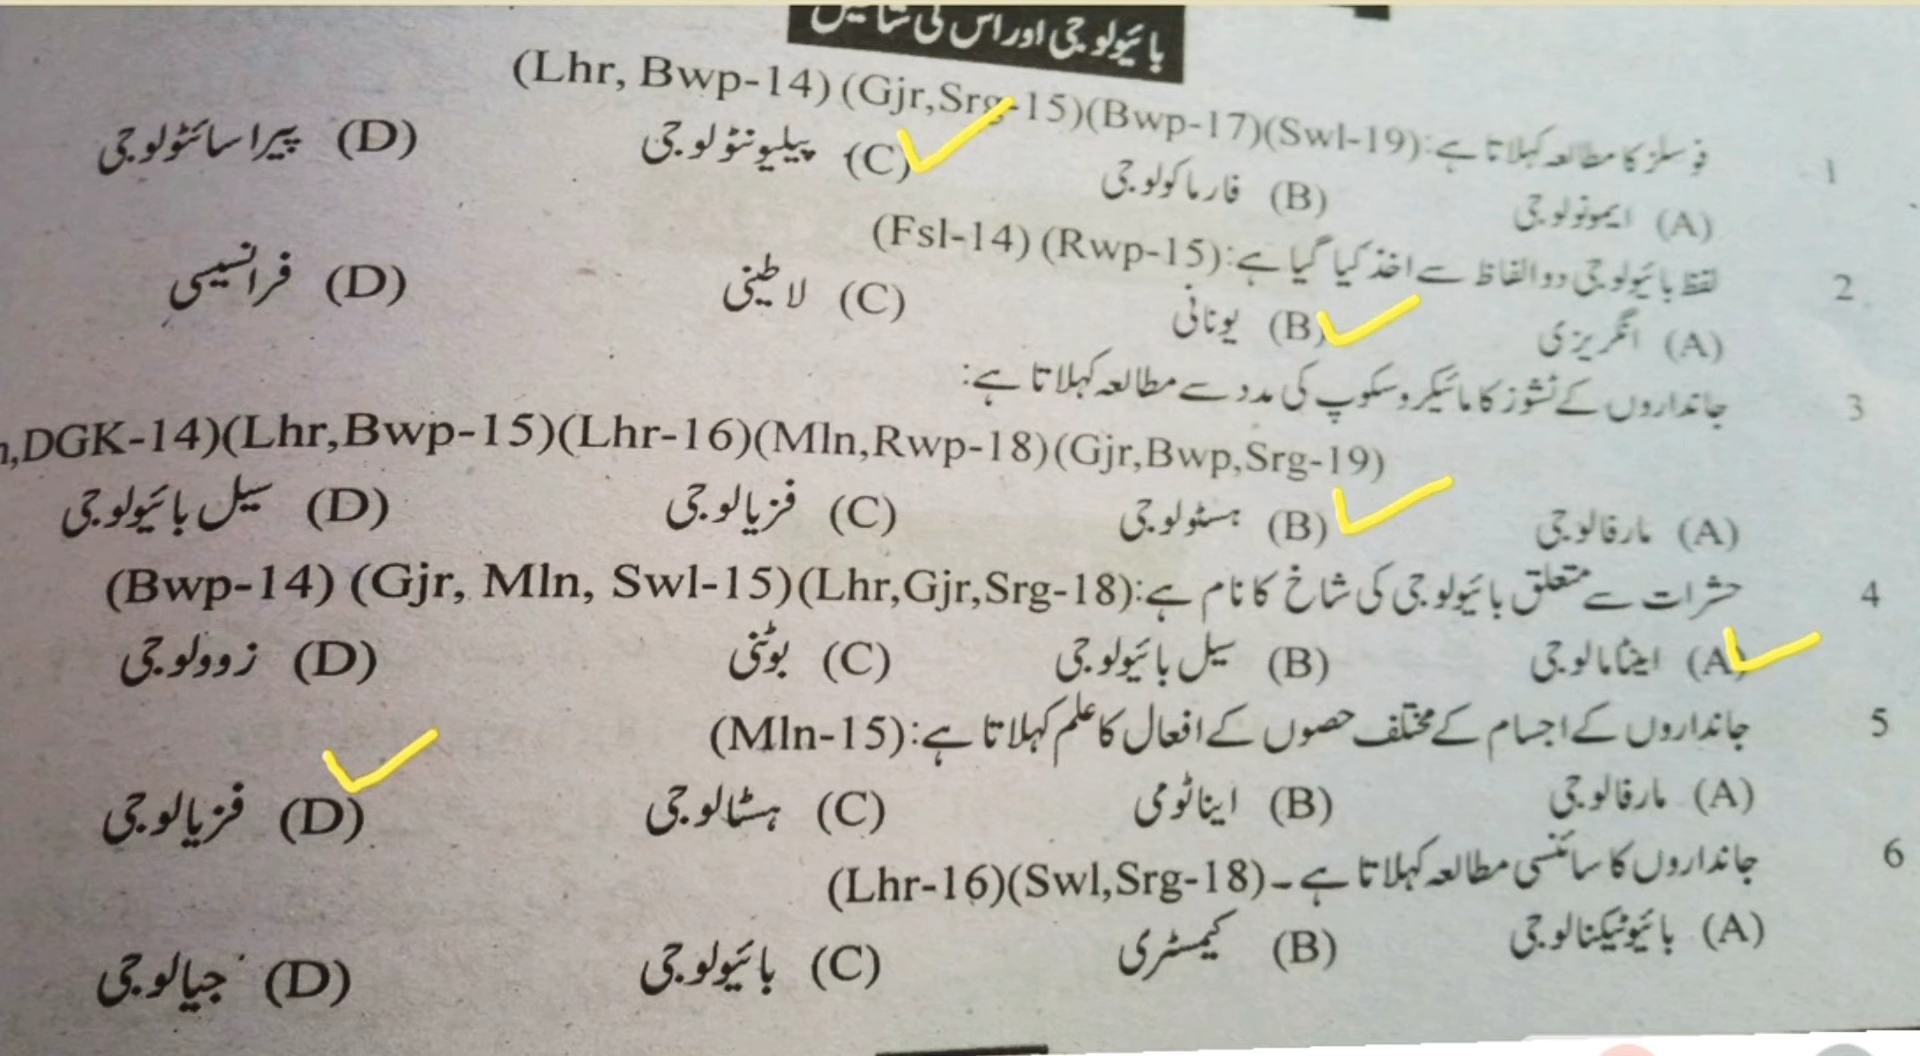 بائیولوجی اور اس کی شاخیں
1 فوسلز کا مطالعہ کہلاتا ہے:(Lhr, Bwp-14) (Gjr,Srg-15)(Bwp-17)(Swl-19)
(A) ایمونولوجی (B) فارماکولوجی (C) پیلیونٹولوجی (D) پیراسائٹولوجی
2 لفظ بائیولوجی دو الفاظ سے اخذ کیا گیا ہے:(Fsl-14) (Rwp-15)
(A) انگریزی (B) یونانی (C) لاطینی (D) فرانسیسی
3 جانداروں کے ٹشوز کا مائیکروسکوپ کی مدد سے مطالعہ کہلاتا ہے:
,DGK-14)(Lhr,Bwp-15)(Lhr-16)(Mln,Rwp-18)(Gjr,Bwp,Srg-19)
(A) مارفالوجی (B) ہسٹولوجی (C) فزیالوجی (D) سیل بائیولوجی
4 حشرات سے متعلق بائیولوجی کی شاخ کا نام ہے:(Bwp-14) (Gjr, Mln, Swl-15)(Lhr,Gjr,Srg-18)
(A) اینٹامالوجی (B) سیل بائیولوجی (C) بوٹنی (D) زوولوجی
5 جانداروں کے اجسام کے مختلف حصوں کے افعال کا علم کہلاتا ہے:(Mln-15)
(A) مارفالوجی (B) ایناٹومی (C) ہسٹالوجی (D) فزیالوجی
6 جانداروں کا سائنسی مطالعہ کہلاتا ہے۔(Lhr-16)(Swl,Srg-18)
(A) بائیوٹیکنالوجی (B) کیمسٹری (C) بائیولوجی (D) جیالوجی